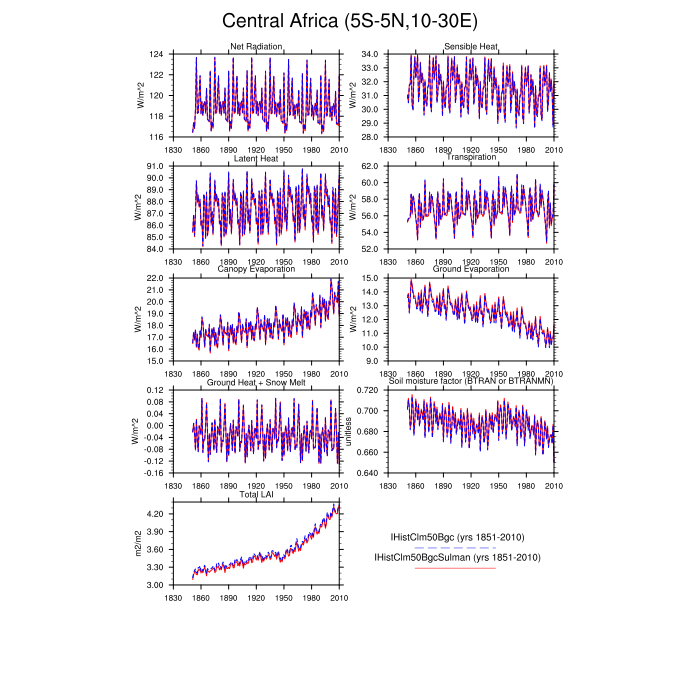 Central Africa (5S-5N,10-30E)
Net Radiation
W/m^2
124
122
120
118
116
1830 1860 1890 1920 1950 1980 2010
Sensible Heat
W/m^2
34.0
33.0
32.0
31.0
30.0
29.0
28.0
1830 1860 1890 1920 1950 1980 2010
Latent Heat
W/m^2
91.0
90.0
89.0
88.0
87.0
86.0
85.0
84.0
1830 1860 1890 1920 1950 1980 2010
Transpiration
W/m^2
62.0
60.0
58.0
56.0
54.0
52.0
1830 1860 1890 1920 1950 1980 2010
Canopy Evaporation
W/m^2
22.0
21.0
20.0
19.0
18.0
17.0
16.0
15.0
1830 1860 1890 1920 1950 1980 2010
Ground Evaporation
W/m^2
15.0
14.0
13.0
12.0
11.0
10.0
9.0
1830 1860 1890 1920 1950 1980 2010
Ground Heat + Snow Melt
W/m^2
0.12
0.08
0.04
0.00
-0.04
-0.08
-0.12
-0.16
1830 1860 1890 1920 1950 1980 2010
Soil moisture factor (BTRAN or BTRANMN)
unitless
0.720
0.700
0.680
0.660
0.640
1830 1860 1890 1920 1950 1980 2010
Total LAI
m2/m2
4.20
3.90
3.60
3.30
3.00
1830 1860 1890 1920 1950 1980 2010
IHistClm50Bgc (yrs 1851-2010)
IHistClm50BgcSulman (yrs 1851-2010)